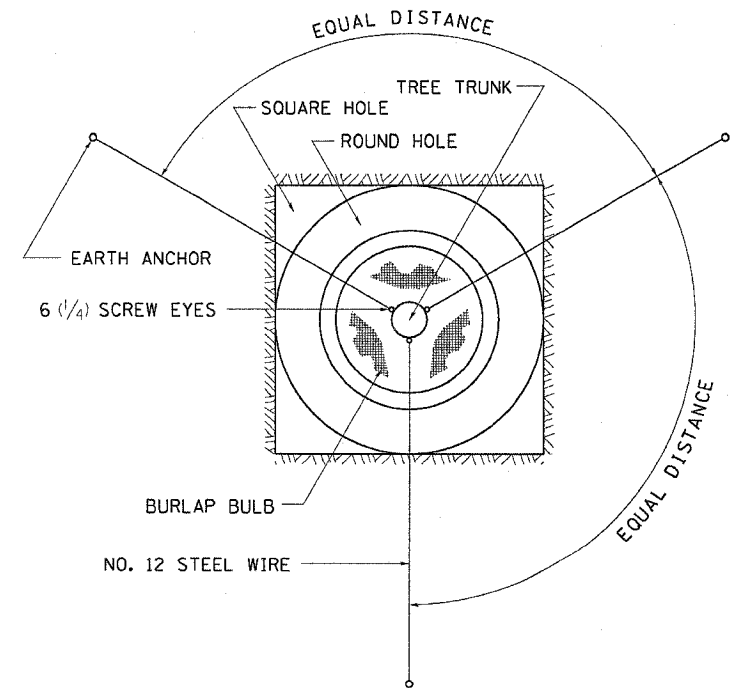 EQUAL DISTANCE
TREE TRUNK
SQUARE HOLE
ROUND HOLE
EARTH ANCHOR
6 (1/4) SCREW EYES
EQUAL DISTANCE
BURLAP BULB
NO. 12 STEEL WIRE